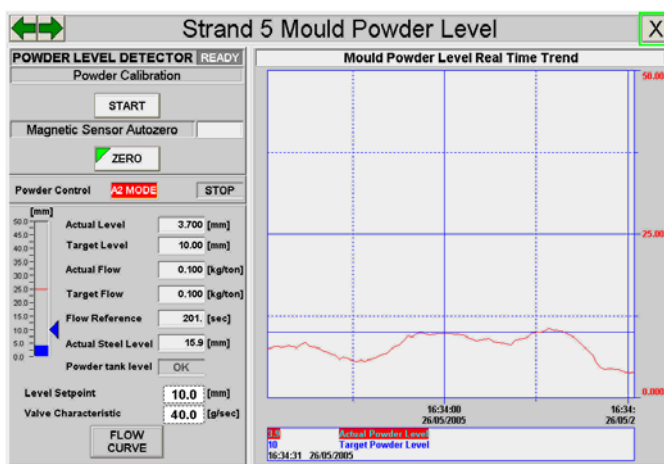 Strand 5 Mould Powder Level
X
POWDER LEVEL DETECTOR READY
Powder Calibration
START
Magnetic Sensor Autozero
ZERO
Powder Control A2 MODE STOP
[mm]
50.0
45.0
40.0
35.0
30.0
25.0
20.0
15.0
10.0
5.0
0.0
Actual Level 3.700 [mm]
Target Level 10.00 [mm]
Actual Flow 0.100 [kg/ton]
Target Flow 0.100 [kg/ton]
Flow Reference 201. [sec]
Actual Steel Level 15.9 [mm]
Powder tank level OK
Level Setpoint 10.0 [mm]
Valve Characteristic 40.0 [g/sec]
FLOW
CURVE
Mould Powder Level Real Time Trend
50.00
25.00
0.000
16:34:00
26/05/2005
16:34:
26/05/2
3.9 Actual Powder Level
10 Target Powder Level
16:34:31 26/05/2005